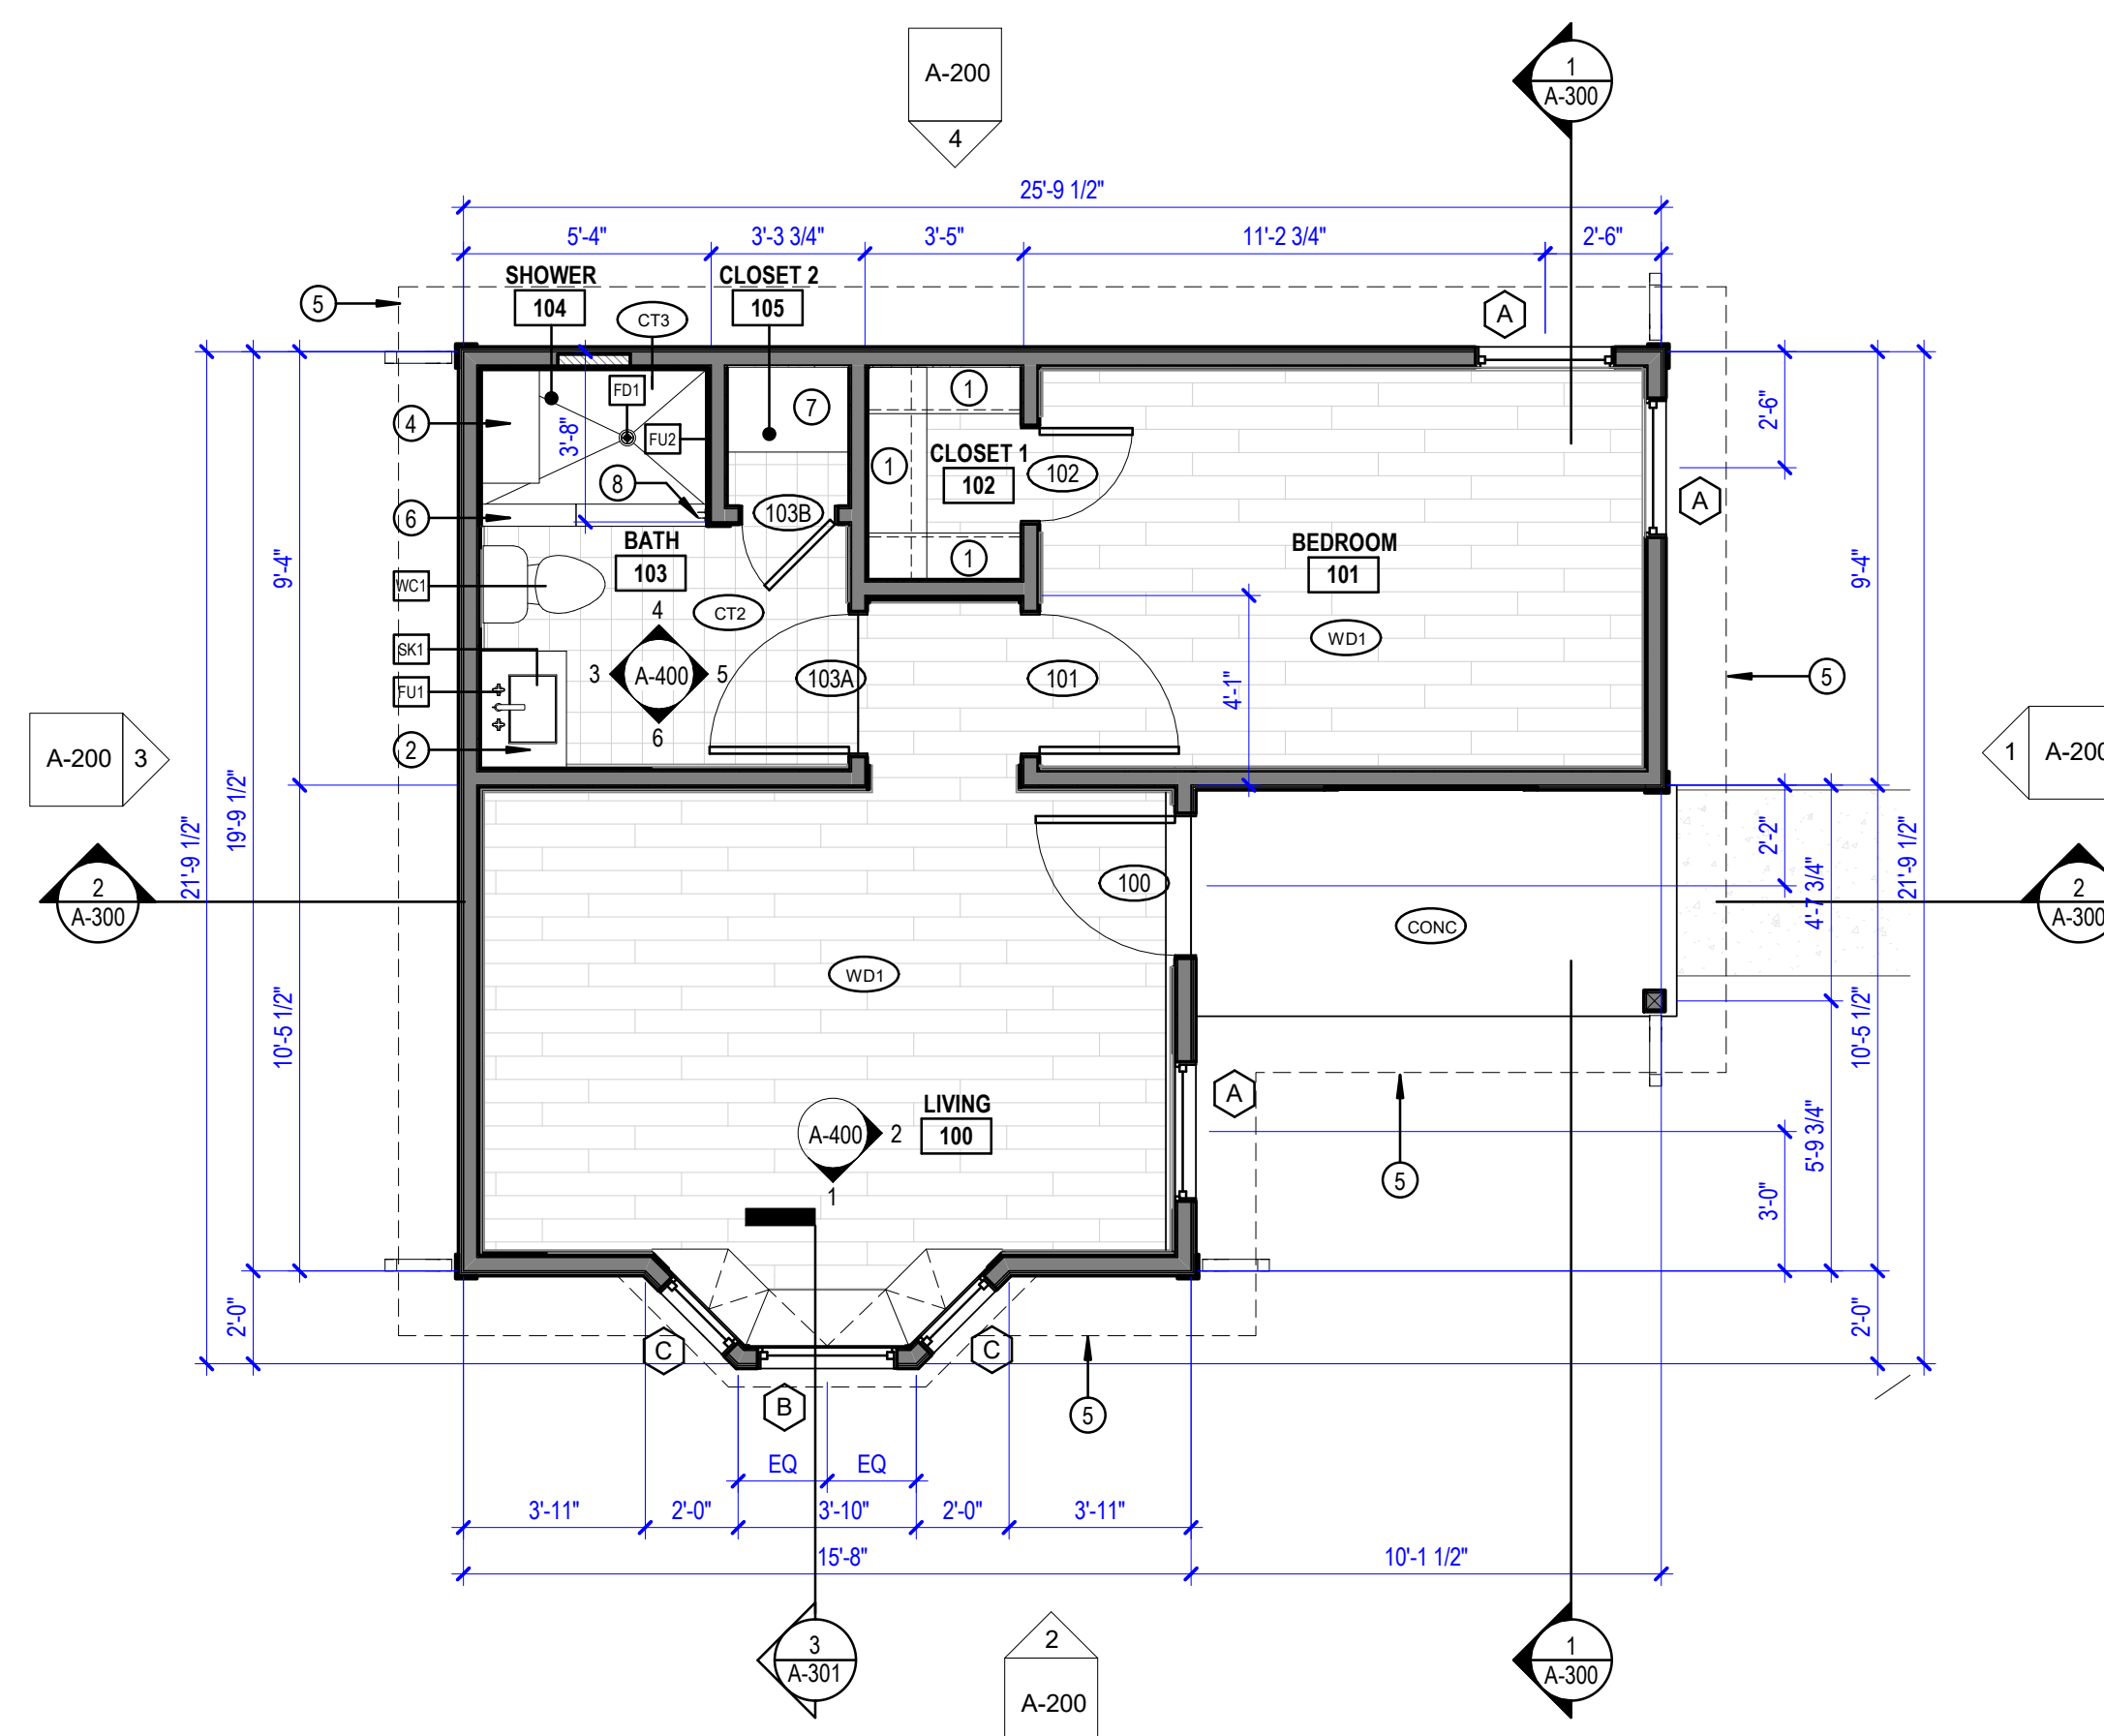 A-200
4
1
A-300
25'-9 1/2"
5'-4"
3'-3 3/4"
3'-5"
11'-2 3/4"
2'-6"
SHOWER
104
CLOSET 2
105
5
CT3
A
FD1
7
1
4
3'-8"
FU2
2'-6"
CLOSET 1
102
1
102
8
A
6
103B
BATH
103
BEDROOM
101
1
9'-4"
9'-4"
WC1
4
CT2
WD1
SK1
3
A-400
5
103A
101
4'-1"
5
FU1
6
2
A-200
3
1
A-200
21'-9 1/2"
19'-9 1/2"
2'-2"
4'-7 3/4"
21'-9 1/2"
2
A-300
100
CONC
2
A-300
WD1
10'-5 1/2"
10'-5 1/2"
A
LIVING
100
A-400
2
1
5
5'-9 3/4"
3'-0"
2'-0"
2'-0"
C
C
B
5
EQ
EQ
3'-11"
2'-0"
3'-10"
2'-0"
3'-11"
15'-8"
10'-1 1/2"
3
A-301
2
A-200
1
A-300